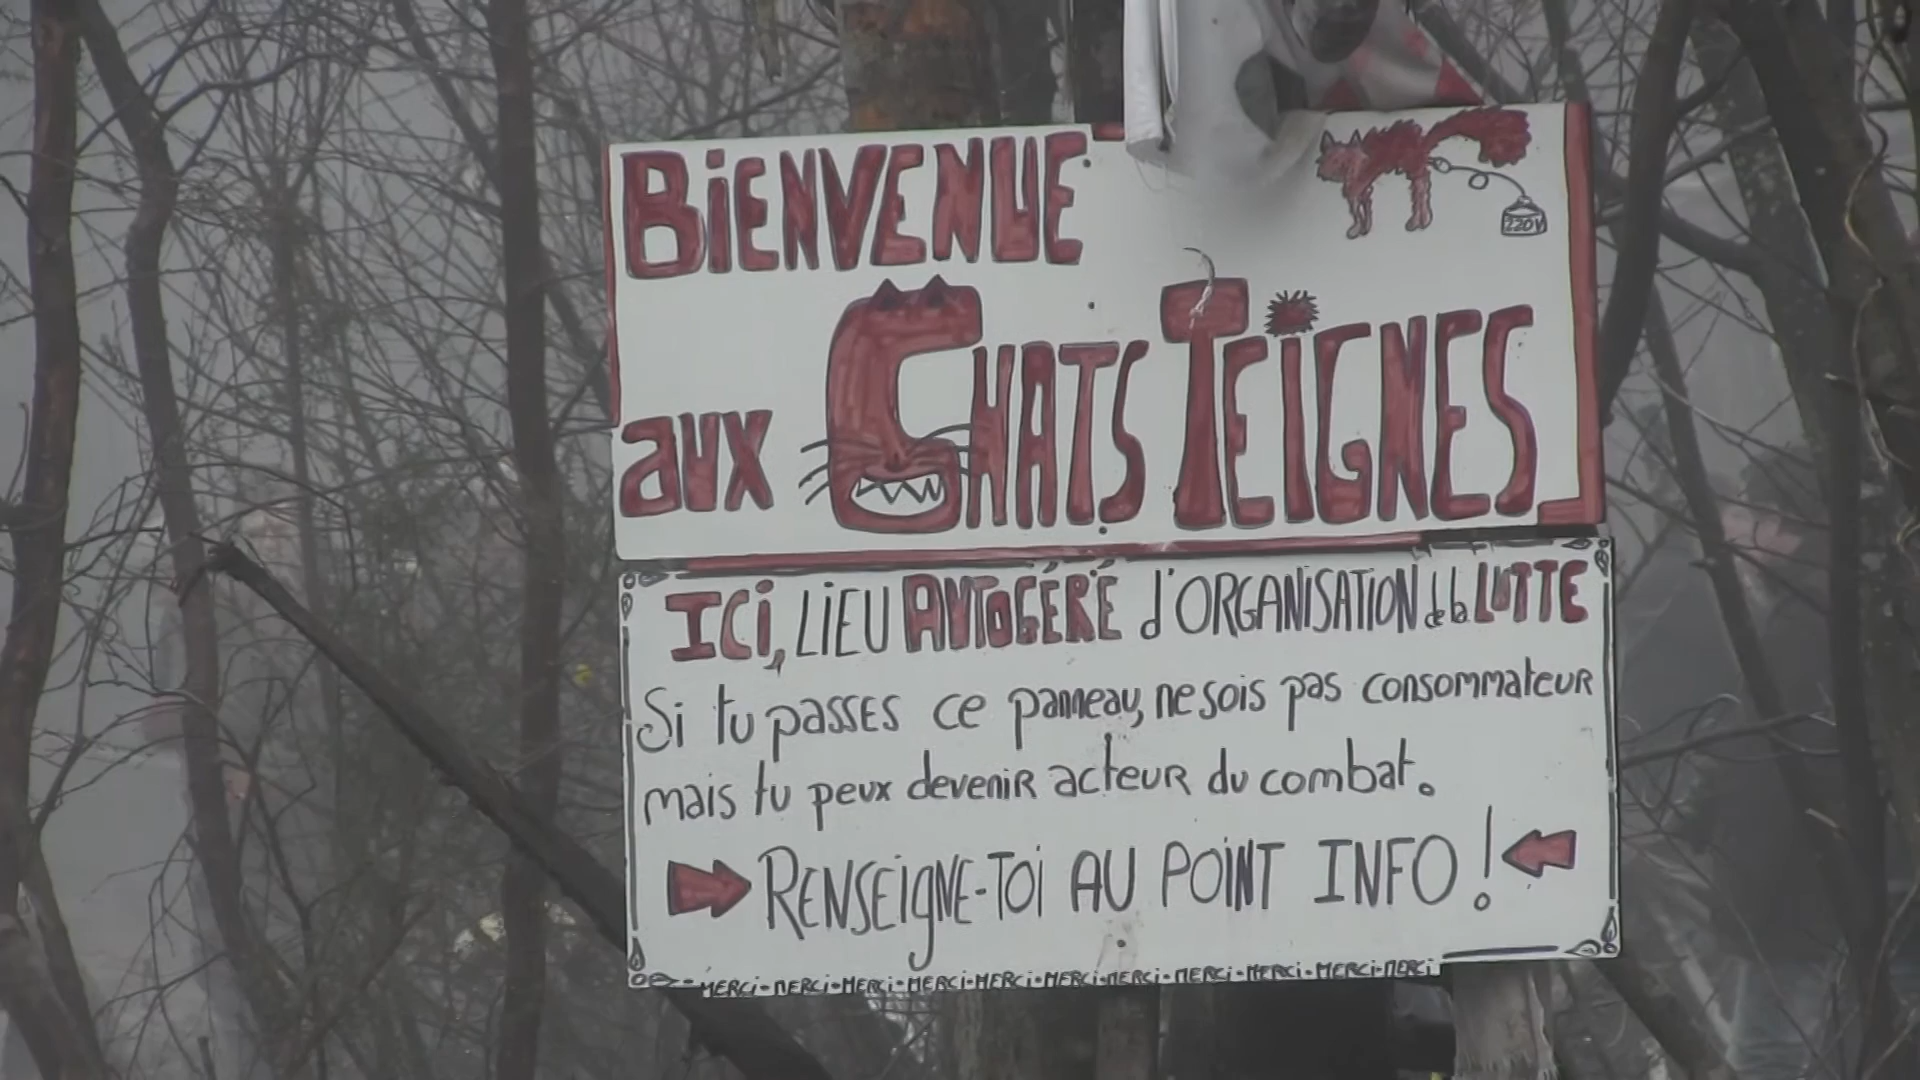 BiENVENUE
220V
aux CHATS TEiGNES
ICi, LiEU AUTOGÉRÉ d'ORGANiSATiON de la LUTTE
Si tu passes ce panneau, ne sois pas consommateur
mais tu peux devenir acteur du combat.
RENSEigNE-TOi AU POiNT INFO !
MERCi-MERCi-MERCi-MERCi-MERCi-MERCi-MERCi-MERCi-MERCi-MERCi-MERCi